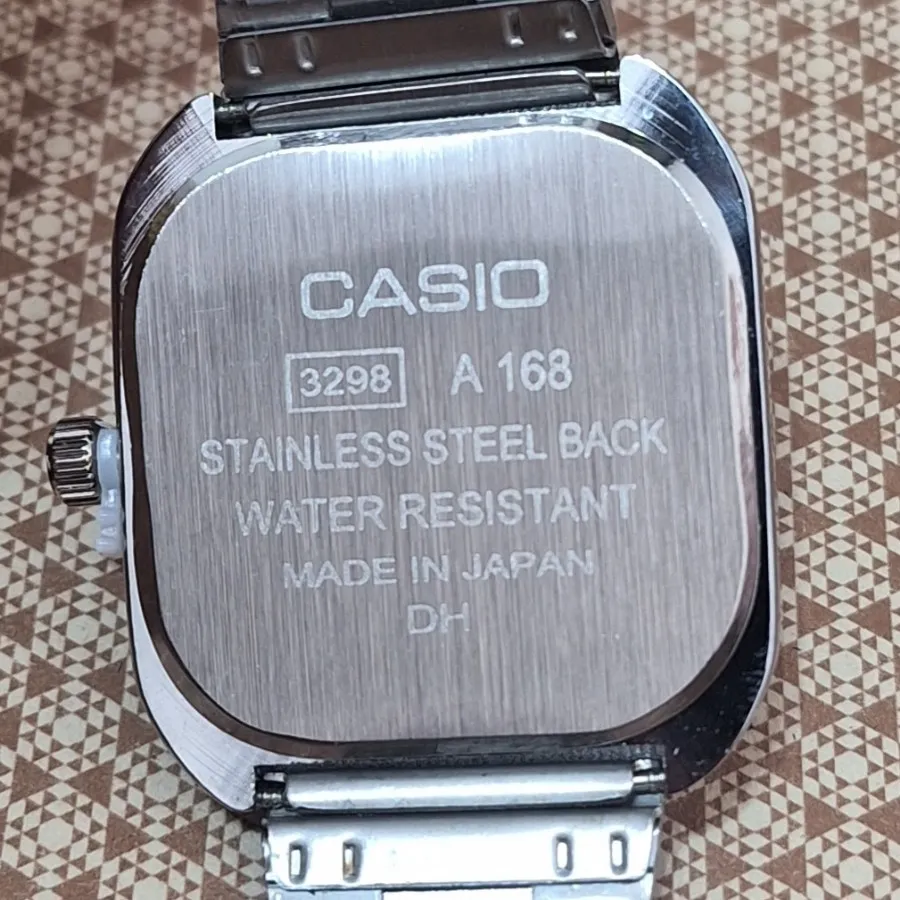 CASIO
3298 A 168
STAINLESS STEEL BACK
WATER RESISTANT
MADE IN JAPAN
DH